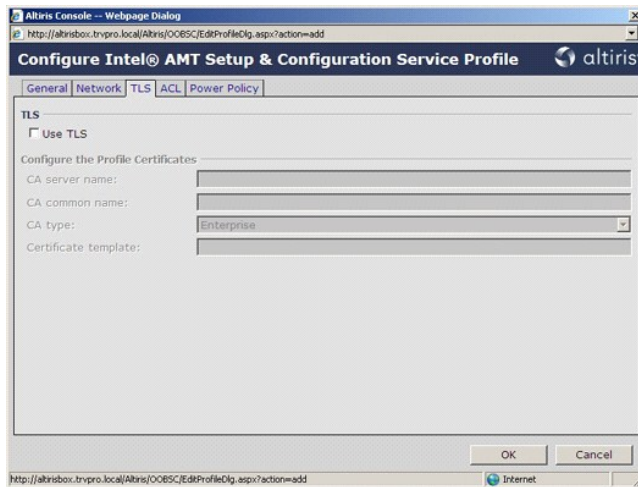 Altiris Console -- Webpage Dialog
http://altirisbox.trvpro.local/Altiris/OOBSC/EditProfileDlg.aspx?action=add
Configure Intel® AMT Setup & Configuration Service Profile altiris
General Network TLS ACL Power Policy
TLS
Use TLS
Configure the Profile Certificates
CA server name:
CA common name:
CA type: Enterprise
Certificate template:
OK Cancel
http://altirisbox.trvpro.local/Altiris/OOBSC/EditProfileDlg.aspx?action=add Internet